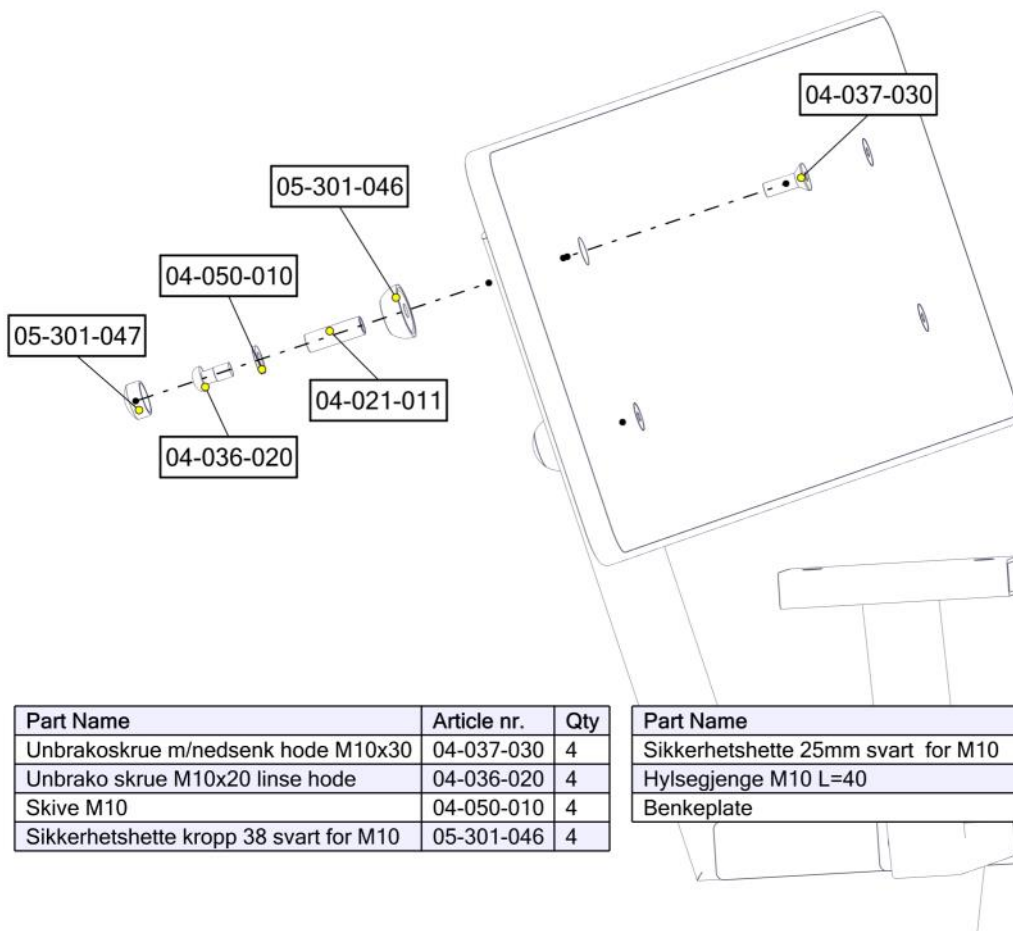 04-037-030
05-301-046
04-050-010
05-301-047
04-021-011
04-036-020
Part Name Article nr. Qty
Unbrakoskrue m/nedsenk hode M10x30 04-037-030 4
Unbrako skrue M10x20 linse hode 04-036-020 4
Skive M10 04-050-010 4
Sikkerhetshette kropp 38 svart for M10 05-301-046 4
Part Name
Sikkerhetshette 25mm svart for M10
Hylsegjenge M10 L=40
Benkeplate